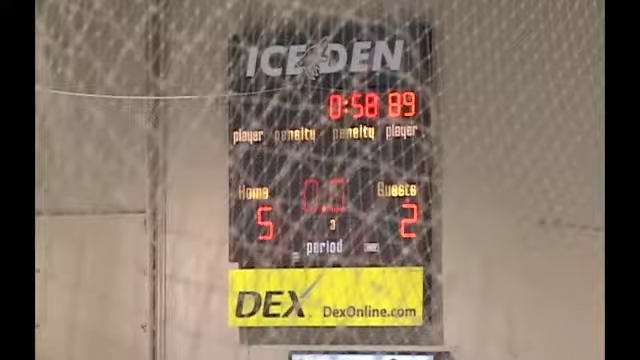 ICE DEN
0:58 89
player penalty penalty player
Home Guests
5 2
3
period
DEX DexOnline.com